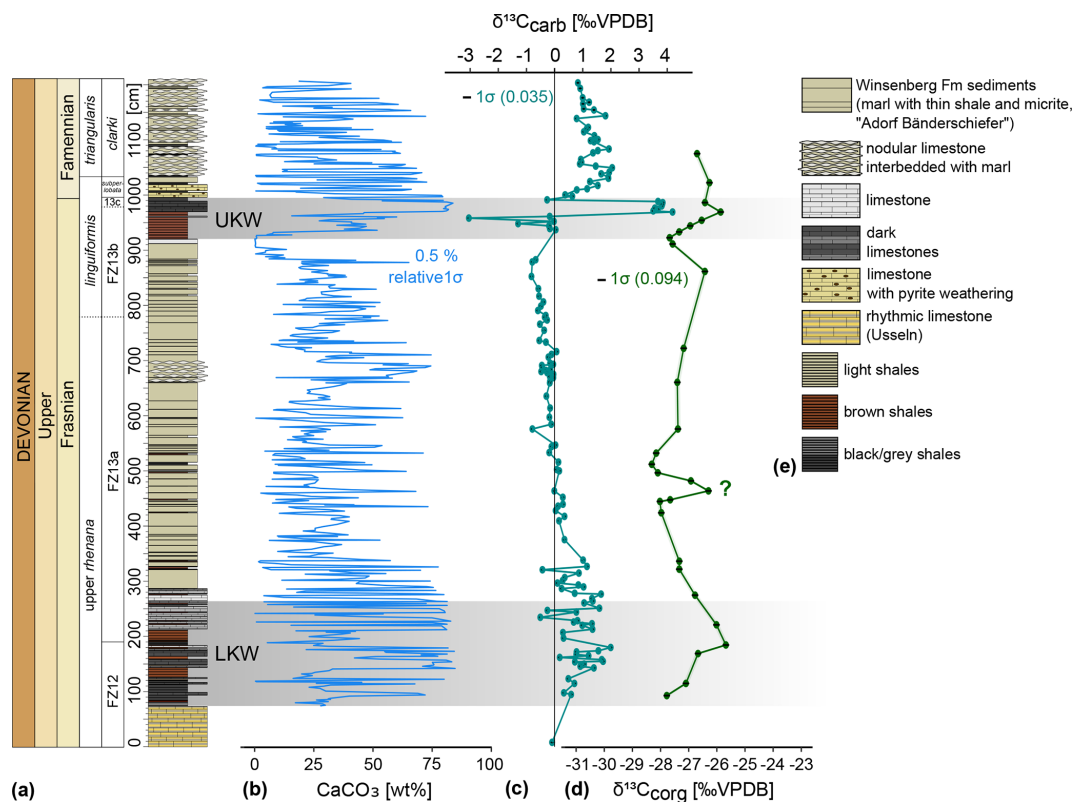 δ¹³Ccarb [‰VPDB]
-3 -2 -1 0 1 2 3 4
DEVONIAN
Upper
Frasnian
Famennian
upper rhenana
linguiformis
triangularis
FZ12
FZ13a
FZ13b
13c
subper-
lobata
clarki
0
100
200
300
400
500
600
700
800
900
1000
1100
[cm]
UKW
LKW
0.5 %
relative1σ
1σ (0.035)
1σ (0.094)
?
Winsenberg Fm sediments
(marl with thin shale and micrite,
"Adorf Bänderschiefer")
nodular limestone
interbedded with marl
limestone
dark
limestones
limestone
with pyrite weathering
rhythmic limestone
(Usseln)
light shales
brown shales
(e)
black/grey shales
0 25 50 75 100
-31 -30 -29 -28 -27 -26 -25 -24 -23
(a) (b) (c) (d)
CaCO₃ [wt%]
δ¹³Ccorg [‰VPDB]